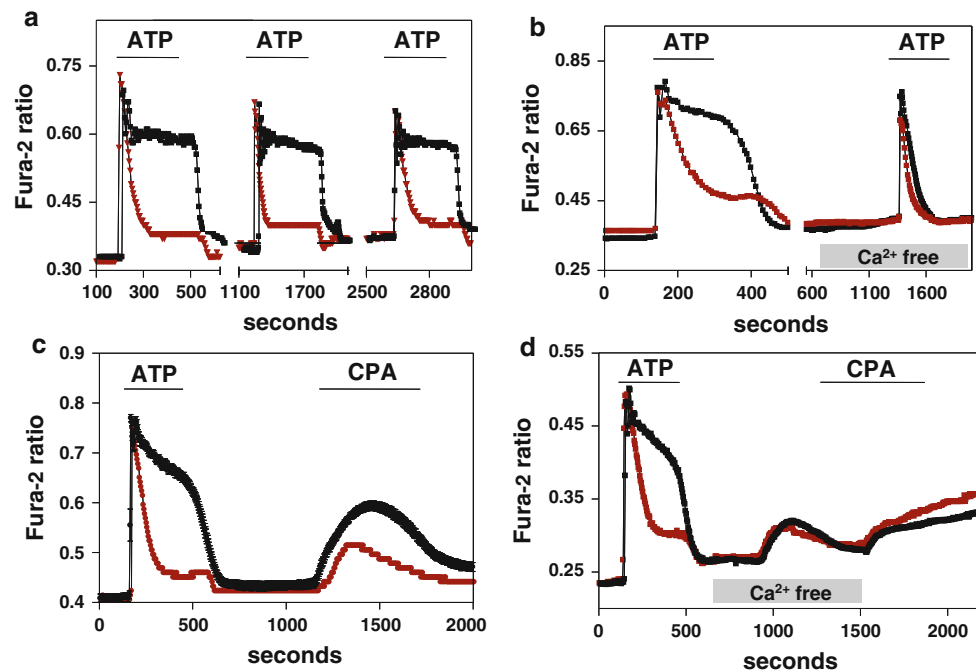 a
ATP ATP ATP
Fura-2 ratio
0.75
0.60
0.45
0.30
100 300 500 1100 1700 2500 2800
seconds
b
ATP ATP
Fura-2 ratio
0.85
0.65
0.45
0.25
Ca²⁺ free
0 200 400 600 1100 1600
seconds
c
ATP CPA
Fura-2 ratio
0.9
0.8
0.7
0.6
0.5
0.4
0 500 1000 1500 2000
seconds
d
ATP CPA
Fura-2 ratio
0.55
0.45
0.35
0.25
Ca²⁺ free
0 500 1000 1500 2000
seconds